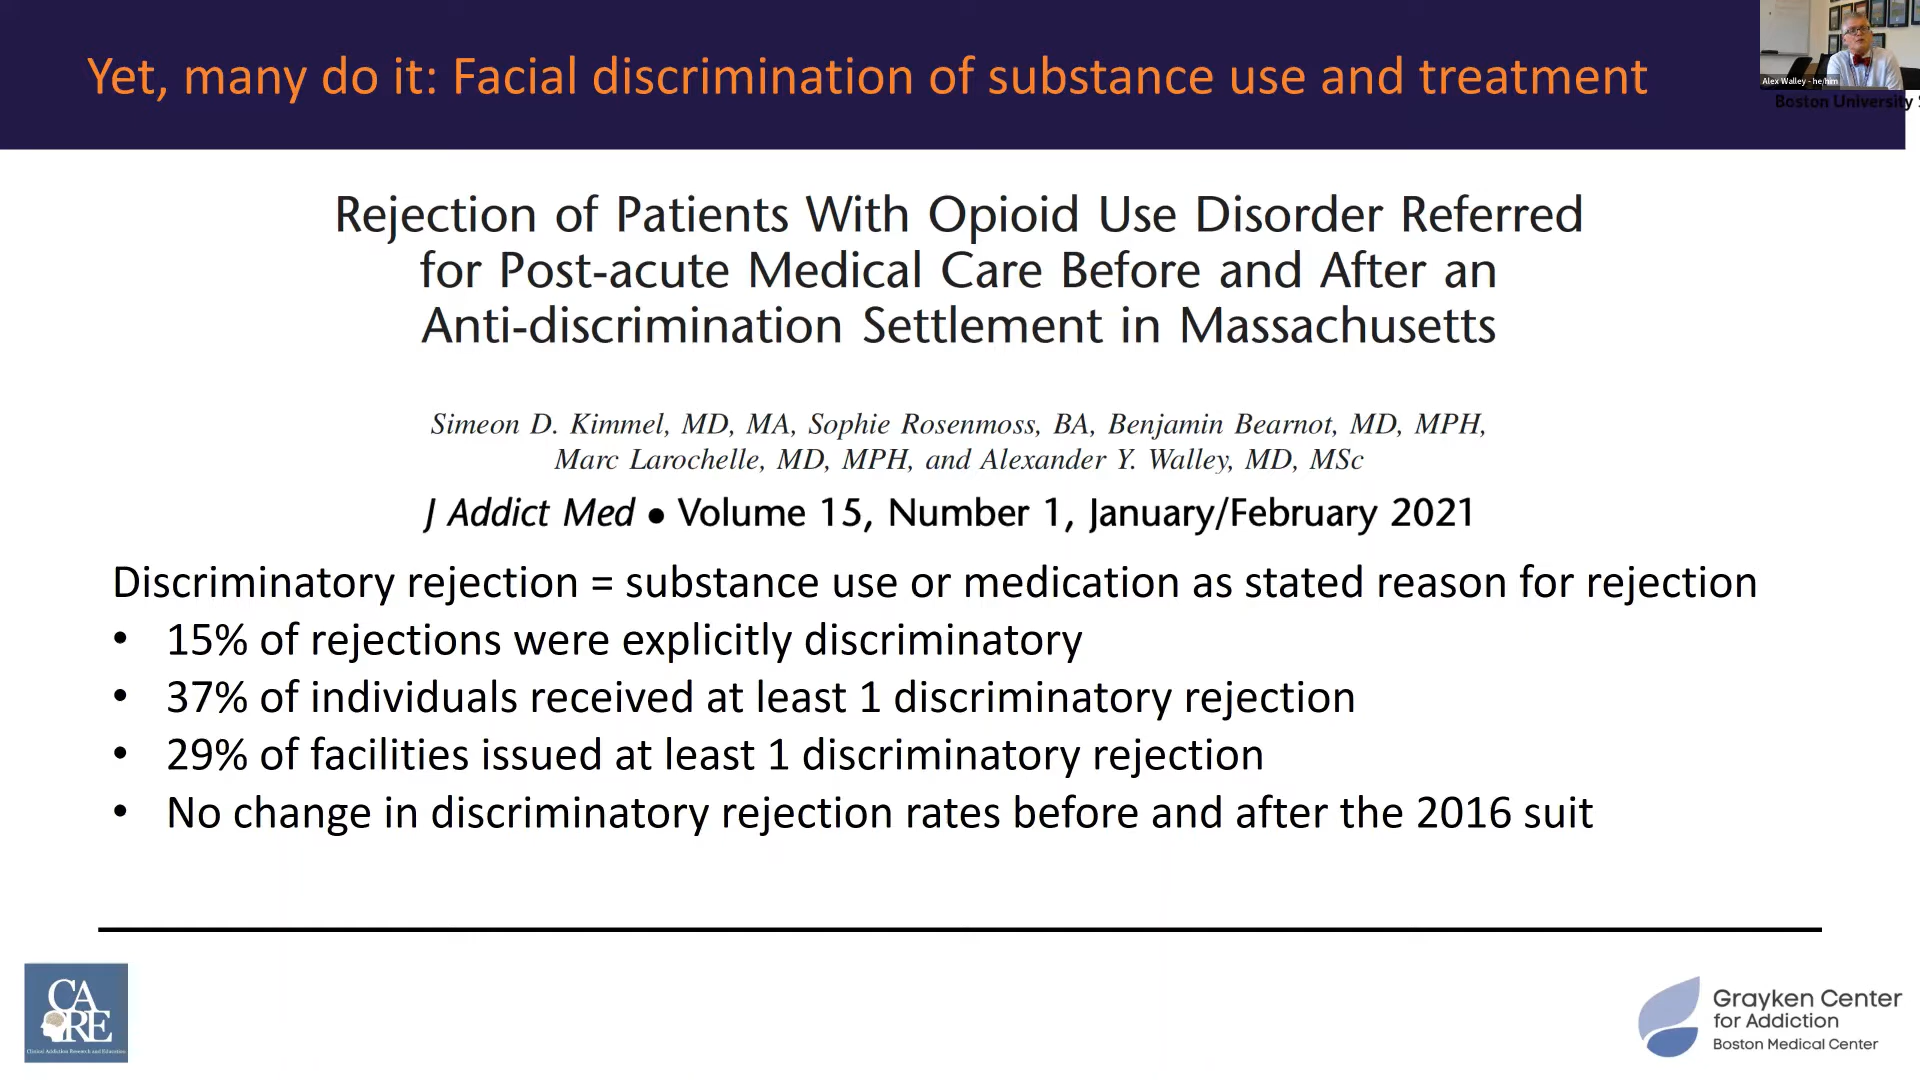 Yet, many do it: Facial discrimination of substance use and treatment
Alex Walley - he/him
Boston University S
Rejection of Patients With Opioid Use Disorder Referred
for Post-acute Medical Care Before and After an
Anti-discrimination Settlement in Massachusetts
Simeon D. Kimmel, MD, MA, Sophie Rosenmoss, BA, Benjamin Bearnot, MD, MPH,
Marc Larochelle, MD, MPH, and Alexander Y. Walley, MD, MSc
J Addict Med • Volume 15, Number 1, January/February 2021
Discriminatory rejection = substance use or medication as stated reason for rejection
• 15% of rejections were explicitly discriminatory
• 37% of individuals received at least 1 discriminatory rejection
• 29% of facilities issued at least 1 discriminatory rejection
• No change in discriminatory rejection rates before and after the 2016 suit
CA
RE
Clinical Addiction Research and Education
Grayken Center
for Addiction
Boston Medical Center